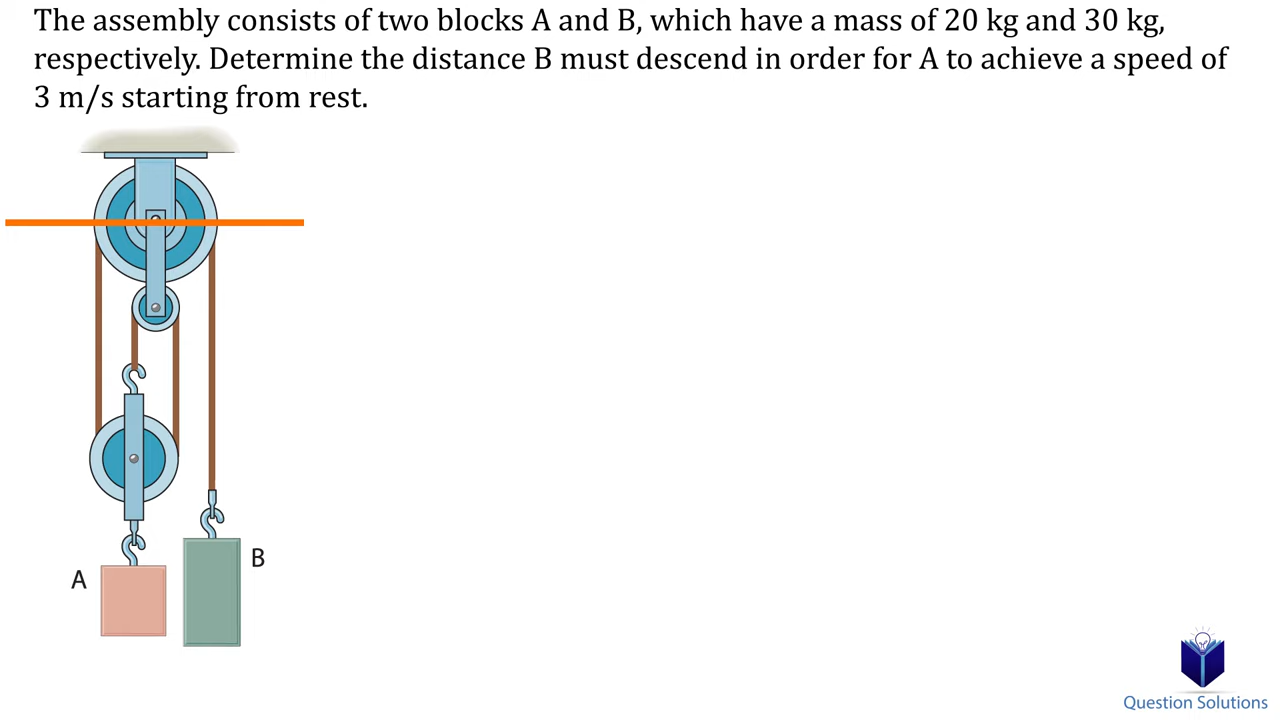 The assembly consists of two blocks A and B, which have a mass of 20 kg and 30 kg,
respectively. Determine the distance B must descend in order for A to achieve a speed of
3 m/s starting from rest.
A
B
Question Solutions